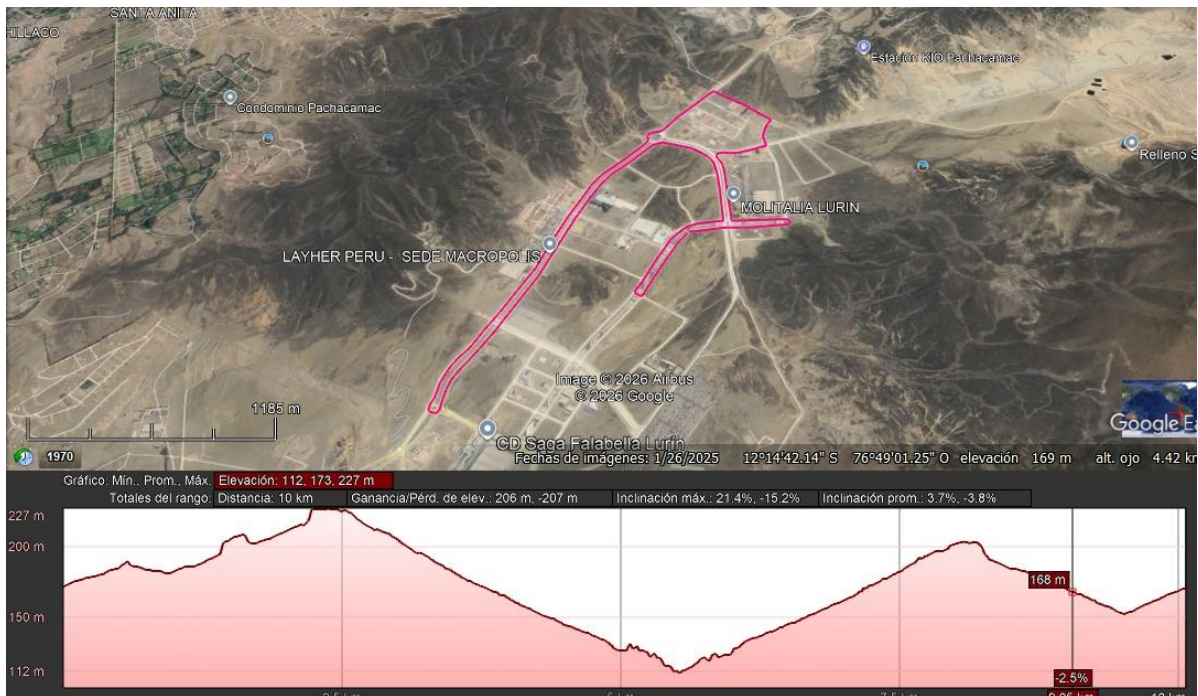 SANTA ANITA
HILLACO
Estación KIO Pachacamac
Condominio Pachacamac
Relleno S
MOLITALIA LURIN
LAYHER PERU - SEDE MACROPOLIS
Image © 2026 Airbus
© 2026 Google
1185 m
Google Ea
CD Saga Falabella Lurín
1970
Fechas de imágenes: 1/26/2025 12°14'42.14" S 76°49'01.25" O elevación 169 m alt. ojo 4.42 km
Gráfico: Mín., Prom., Máx. Elevación: 112, 173, 227 m
Totales del rango: Distancia: 10 km Ganancia/Pérd. de elev.: 206 m, -207 m Inclinación máx.: 21.4%, -15.2% Inclinación prom.: 3.7%, -3.8%
227 m
200 m
168 m
150 m
112 m
-2.5%